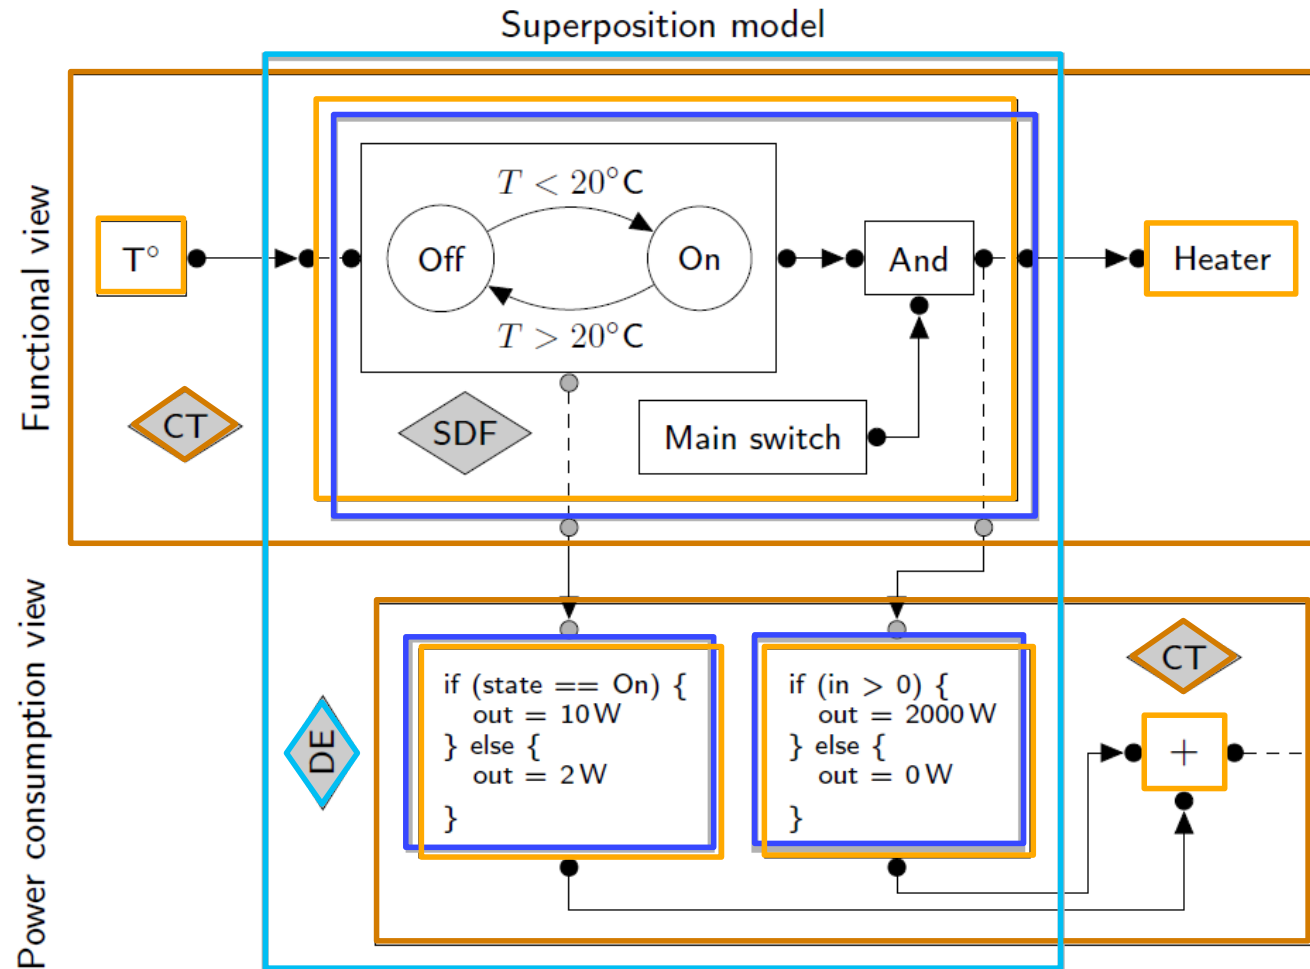 Superposition model
Functional view
T < 20°C
T°
Off
On
And
Heater
T > 20°C
CT
SDF
Main switch
Power consumption view
DE
if (state == On) {
out = 10 W
} else {
out = 2 W
}
if (in > 0) {
out = 2000 W
} else {
out = 0 W
}
CT
+